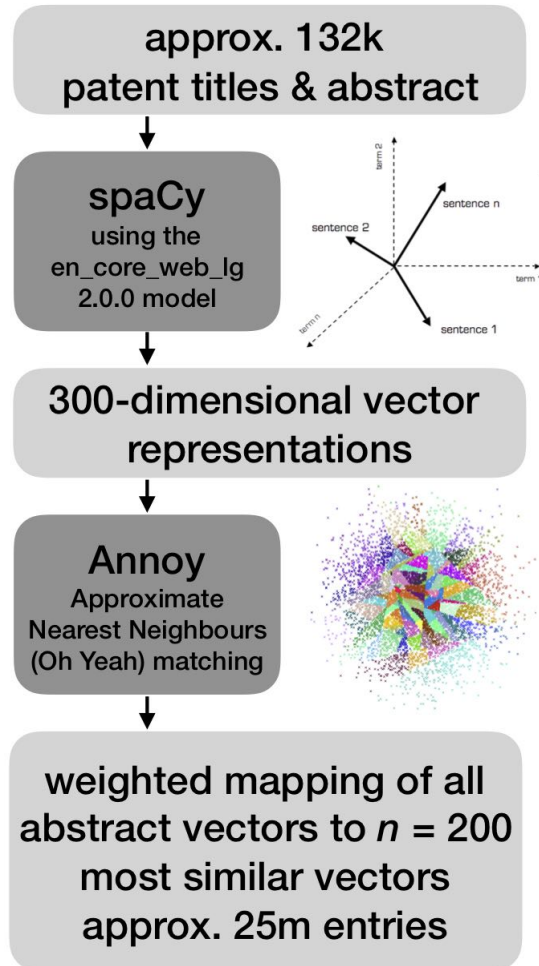 approx. 132k
patent titles & abstract
spaCy
using the
en_core_web_lg
2.0.0 model
term 2
sentence n
sentence 2
term
term n
sentence 1
300-dimensional vector
representations
Annoy
Approximate
Nearest Neighbours
(Oh Yeah) matching
weighted mapping of all
abstract vectors to n = 200
most similar vectors
approx. 25m entries